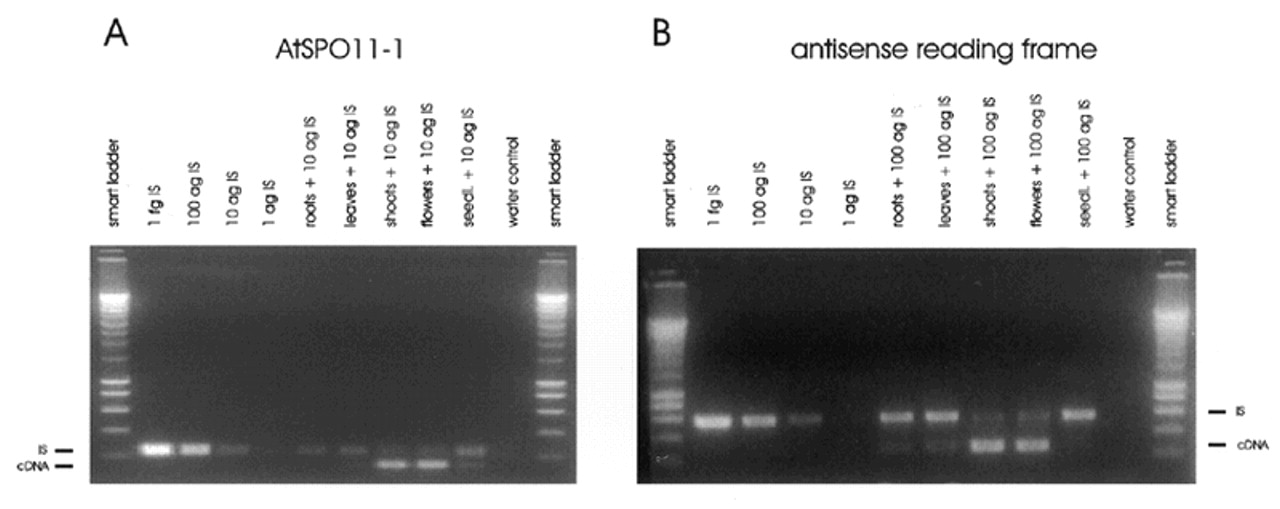 A
AtSPO11-1
smart ladder
1 fg IS
100 ag IS
10 ag IS
1 ag IS
roots + 10 ag IS
leaves + 10 ag IS
shoots + 10 ag IS
flowers + 10 ag IS
seedl. + 10 ag IS
water control
smart ladder
IS
cDNA
B
antisense reading frame
smart ladder
1 fg IS
100 ag IS
10 ag IS
1 ag IS
roots + 100 ag IS
leaves + 100 ag IS
shoots + 100 ag IS
flowers + 100 ag IS
seedl. + 100 ag IS
water control
smart ladder
IS
cDNA